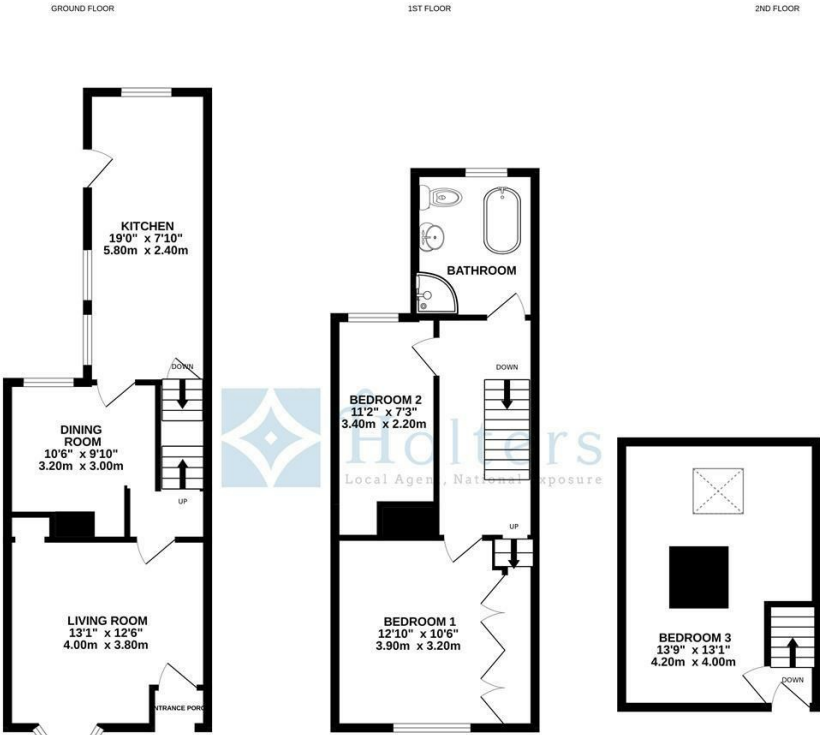 GROUND FLOOR
1ST FLOOR
2ND FLOOR
KITCHEN
19'0" x 7'10"
5.80m x 2.40m
DOWN
DINING
ROOM
10'6" x 9'10"
3.20m x 3.00m
UP
LIVING ROOM
13'1" x 12'6"
4.00m x 3.80m
ENTRANCE PORCH
BATHROOM
BEDROOM 2
11'2" x 7'3"
3.40m x 2.20m
DOWN
Holters
Local Agent, National Exposure
UP
BEDROOM 1
12'10" x 10'6"
3.90m x 3.20m
BEDROOM 3
13'9" x 13'1"
4.20m x 4.00m
DOWN